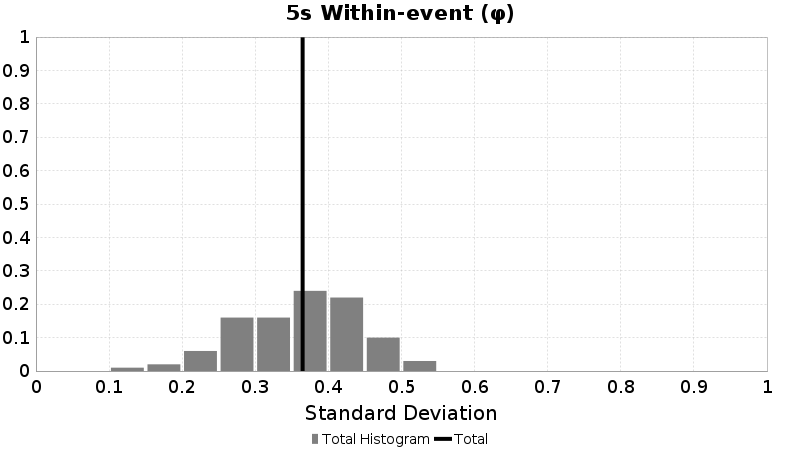 5s Within-event (φ)
1
0.9
0.8
0.7
0.6
0.5
0.4
0.3
0.2
0.1
0
0 0.1 0.2 0.3 0.4 0.5 0.6 0.7 0.8 0.9 1
Standard Deviation
Total Histogram Total